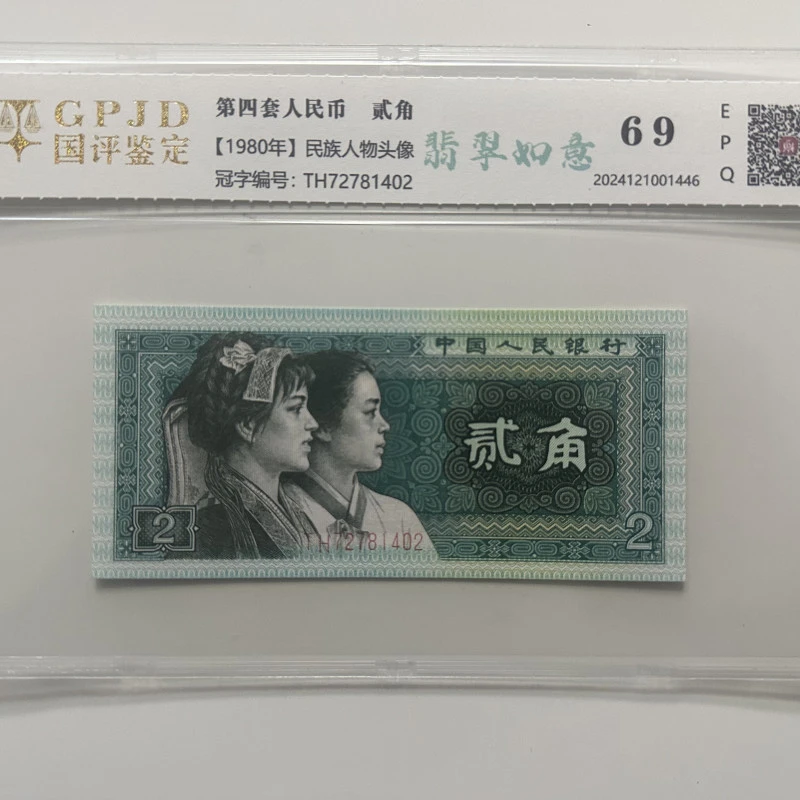 GPJD
国评鉴定
第四套人民币 贰角
【1980年】民族人物头像
冠字编号：TH72781402
翡翠如意
69
2024121001446
E
P
Q
中国人民银行
贰角
2
2
TH72781402